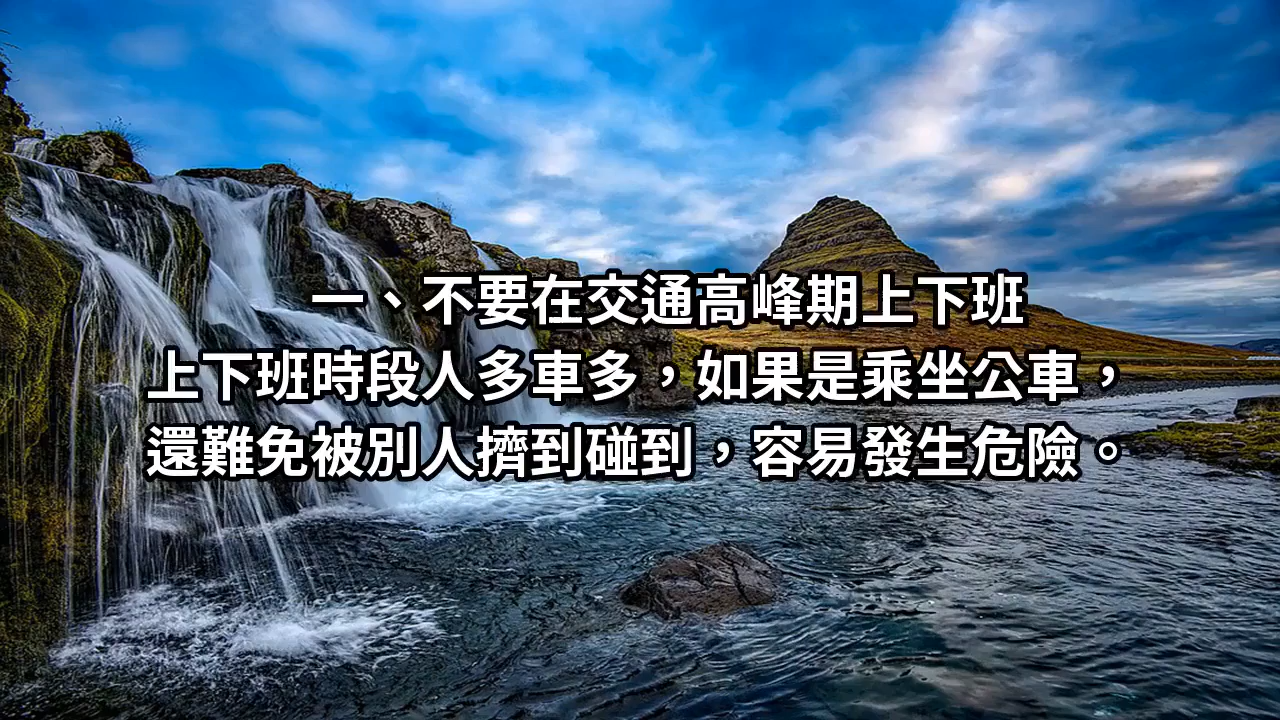 一、不要在交通高峰期上下班
上下班時段人多車多，如果是乘坐公車，
還難免被別人擠到碰到，容易發生危險。